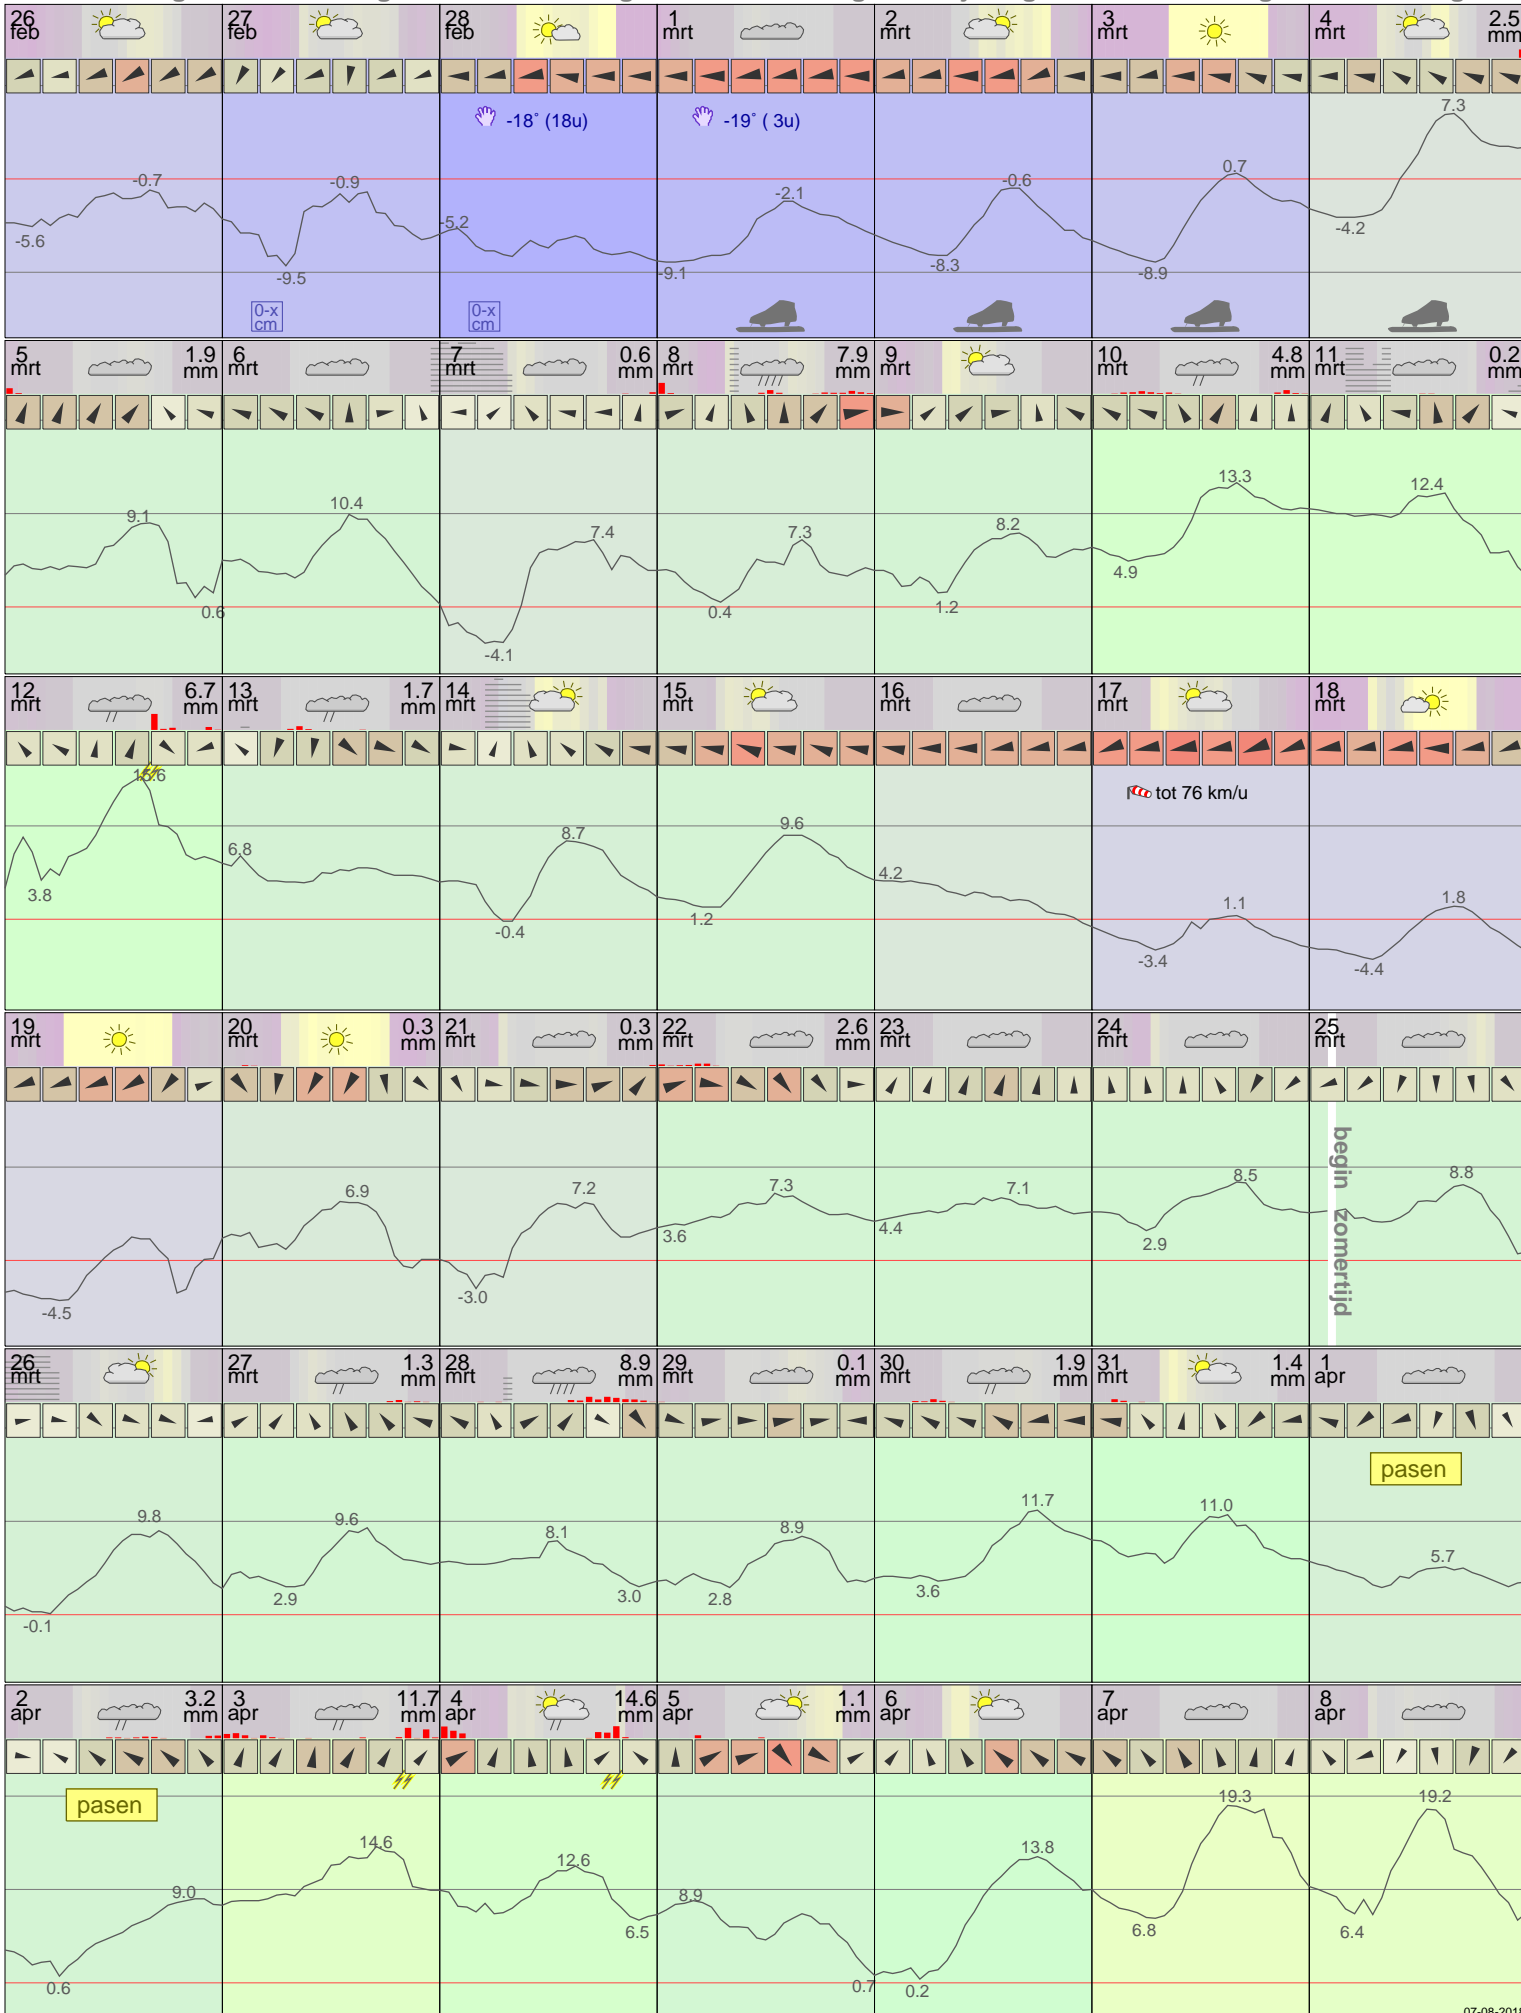 26 feb
27 feb
28 feb
1 mrt
2 mrt
3 mrt
4 mrt 2.5 mm
-18° (18u)
-19° ( 3u)
-5.6
-0.7
-9.5
-0.9
-5.2
-9.1
-2.1
-8.3
-0.6
-8.9
0.7
-4.2
7.3
0-x cm
0-x cm
5 mrt 1.9 mm
6 mrt
7 mrt 0.6 mm
8 mrt 7.9 mm
9 mrt
10 mrt 4.8 mm
11 mrt 0.2 mm
9.1
0.6
10.4
-4.1
7.4
0.4
7.3
1.2
8.2
4.9
13.3
12.4
12 mrt 6.7 mm
13 mrt 1.7 mm
14 mrt
15 mrt
16 mrt
17 mrt
18 mrt
tot 76 km/u
3.8
15.6
6.8
-0.4
8.7
1.2
9.6
4.2
-3.4
1.1
-4.4
1.8
19 mrt
20 mrt 0.3 mm
21 mrt 0.3 mm
22 mrt 2.6 mm
23 mrt
24 mrt
25 mrt
begin zomertijd
-4.5
6.9
-3.0
7.2
3.6
7.3
4.4
7.1
2.9
8.5
8.8
26 mrt
27 mrt 1.3 mm
28 mrt 8.9 mm
29 mrt 0.1 mm
30 mrt 1.9 mm
31 mrt 1.4 mm
1 apr
pasen
-0.1
9.8
2.9
9.6
8.1
3.0
2.8
8.9
3.6
11.7
11.0
5.7
2 apr 3.2 mm
3 apr 11.7 mm
4 apr 14.6 mm
5 apr 1.1 mm
6 apr
7 apr
8 apr
pasen
0.6
9.0
14.6
12.6
6.5
8.9
0.7
0.2
13.8
6.8
19.3
6.4
19.2